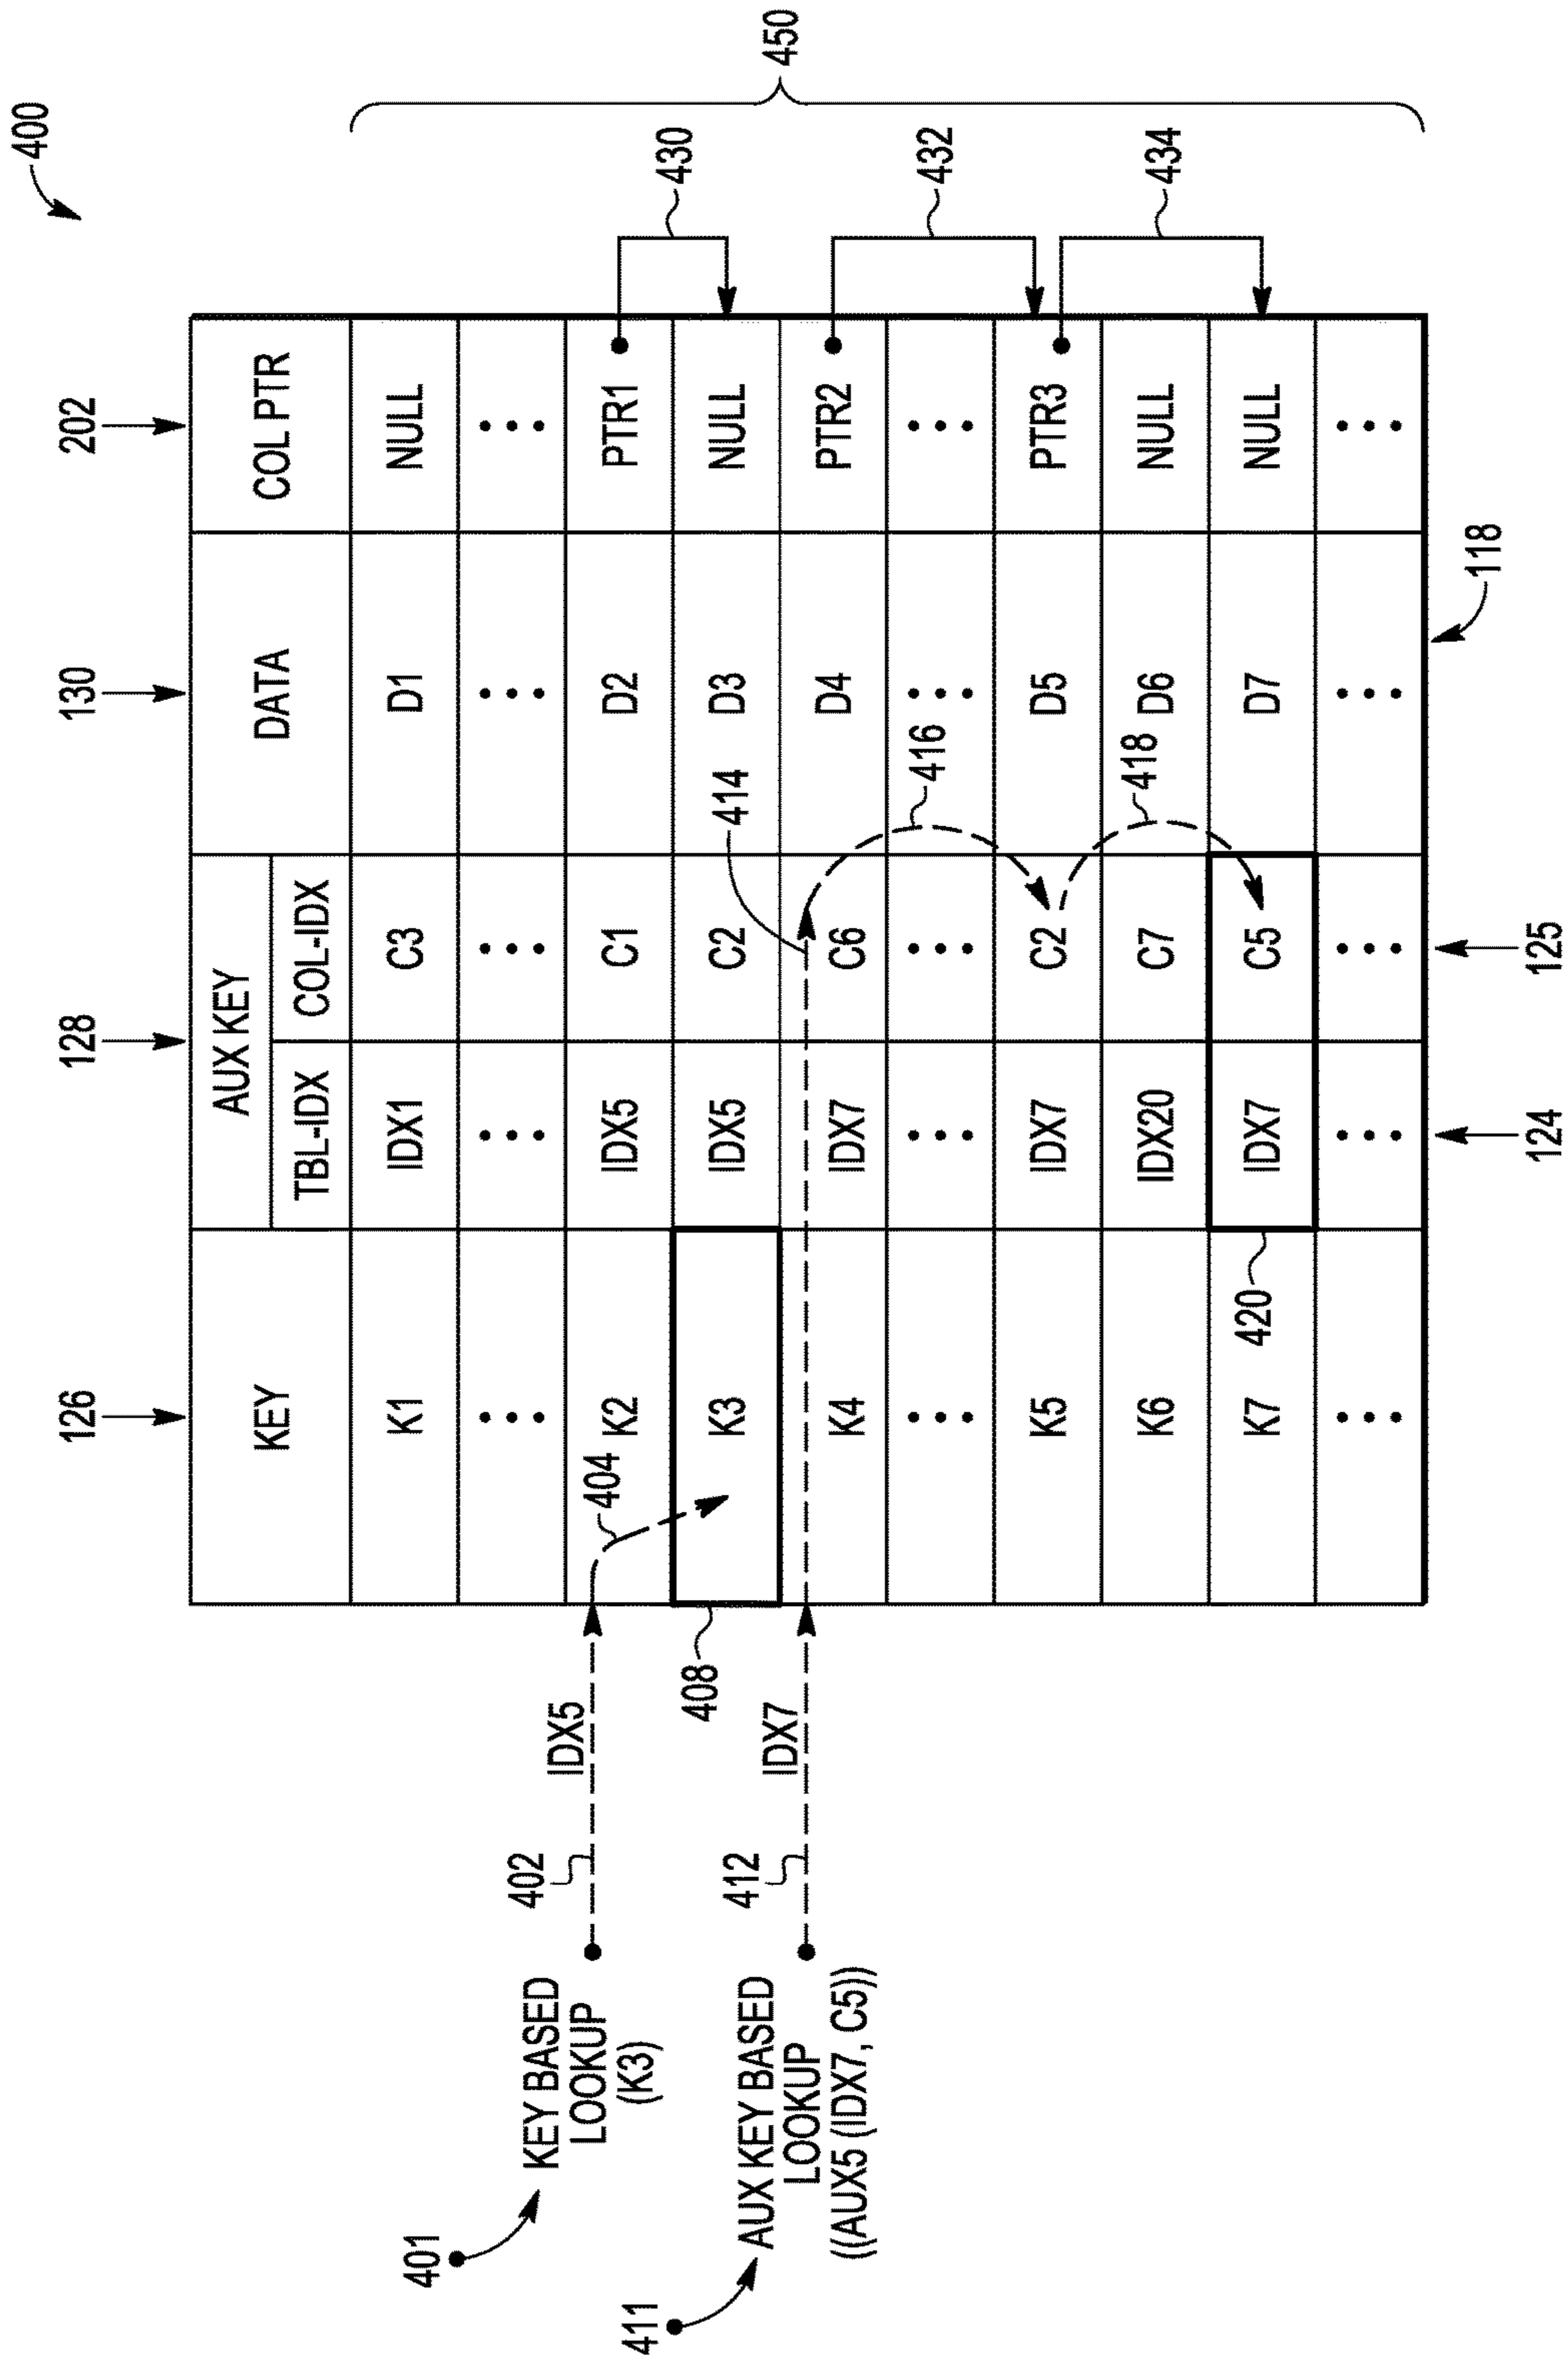 400
126
128
130
202
KEY
AUX KEY
TBL-IDX
COL-IDX
DATA
COL PTR
K1
IDX1
C3
D1
NULL
401
KEY BASED
LOOKUP
(K3)
402
IDX5
404
K2
IDX5
C1
D2
PTR1
430
408
K3
IDX5
C2
D3
NULL
414
411
AUX KEY BASED
LOOKUP
((AUX5 (IDX7, C5))
412
IDX7
K4
IDX7
C6
D4
PTR2
450
416
432
K5
IDX7
C2
D5
PTR3
K6
IDX20
C7
418
D6
NULL
434
420
K7
IDX7
C5
D7
NULL
124
125
118